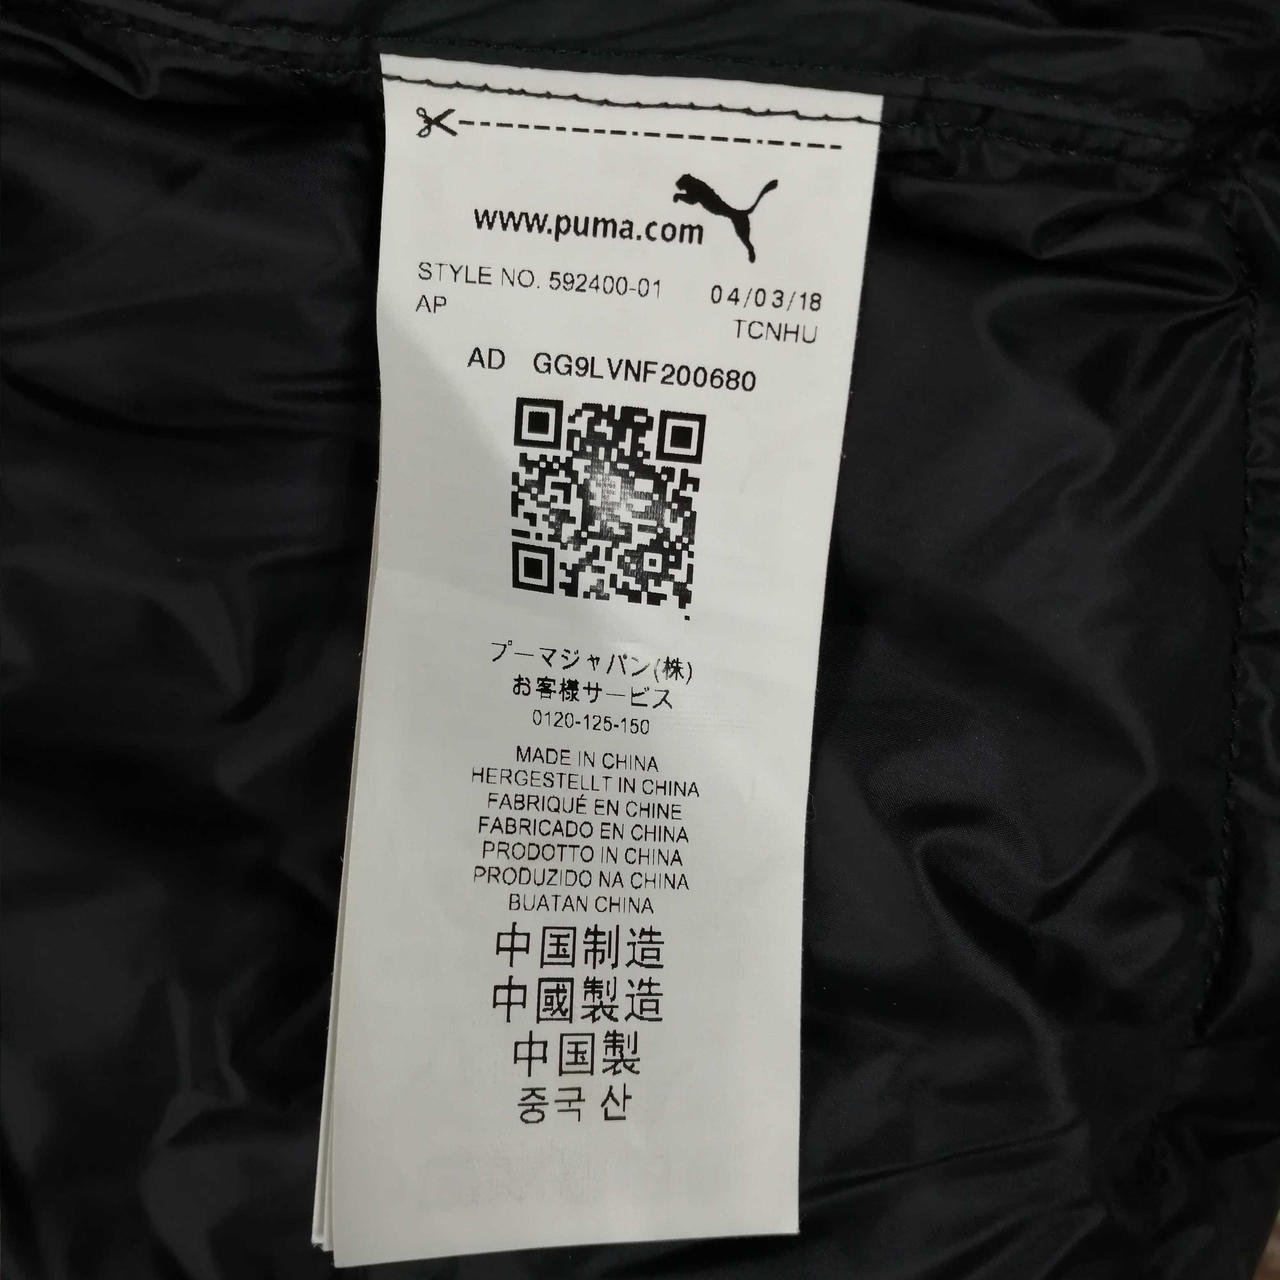 www.puma.com
STYLE NO. 592400-01 04/03/18
AP TCNHU
AD GG9LVNF200680
プーマジャパン(株)
お客様サービス
0120-125-150
MADE IN CHINA
HERGESTELLT IN CHINA
FABRIQUÉ EN CHINE
FABRICADO EN CHINA
PRODOTTO IN CHINA
PRODUZIDO NA CHINA
BUATAN CHINA
中国制造
中國製造
中国製
중국 산